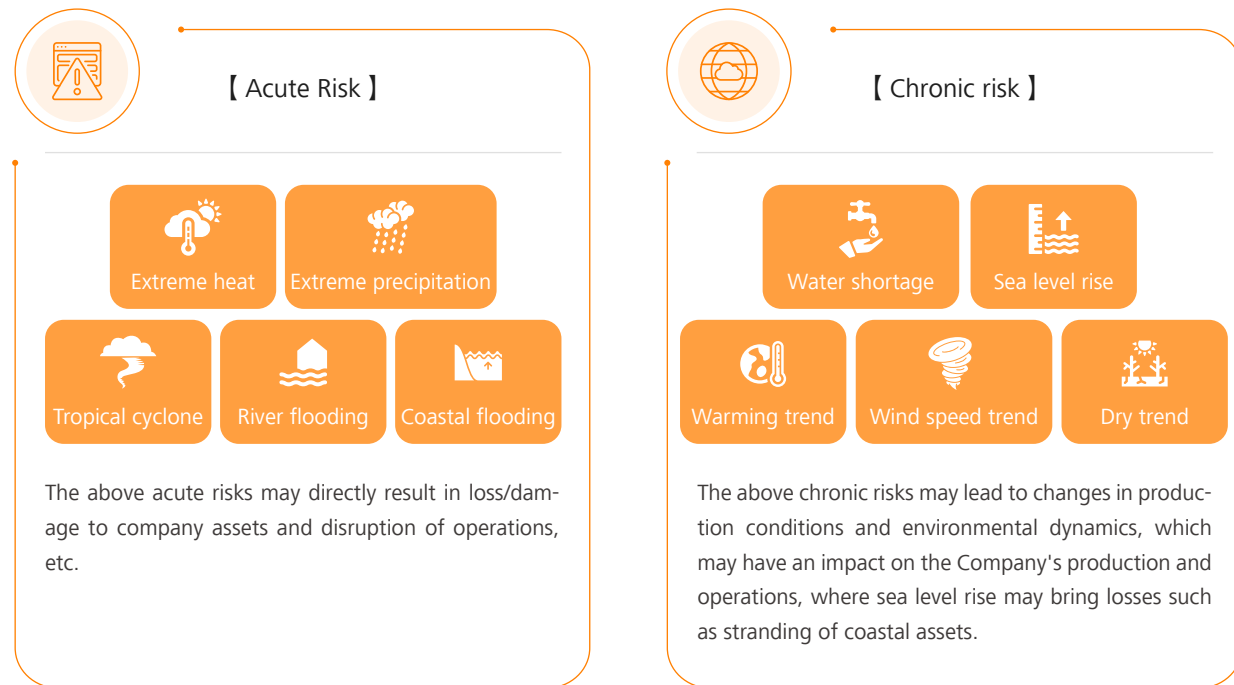 【 Acute Risk 】
Extreme heat
Extreme precipitation
Tropical cyclone
River flooding
Coastal flooding
The above acute risks may directly result in loss/dam-
age to company assets and disruption of operations,
etc.
【 Chronic risk 】
Water shortage
Sea level rise
Warming trend
Wind speed trend
Dry trend
The above chronic risks may lead to changes in produc-
tion conditions and environmental dynamics, which
may have an impact on the Company's production and
operations, where sea level rise may bring losses such
as stranding of coastal assets.